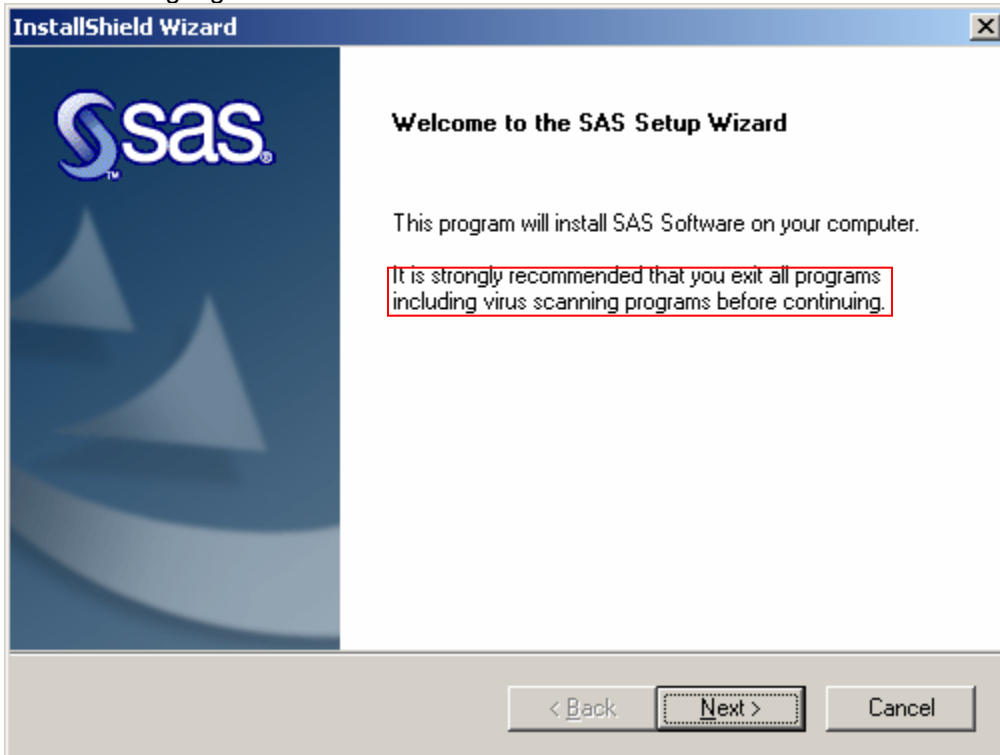 InstallShield Wizard
sas®
TM
Welcome to the SAS Setup Wizard
This program will install SAS Software on your computer.
It is strongly recommended that you exit all programs
including virus scanning programs before continuing.
< Back
Next >
Cancel